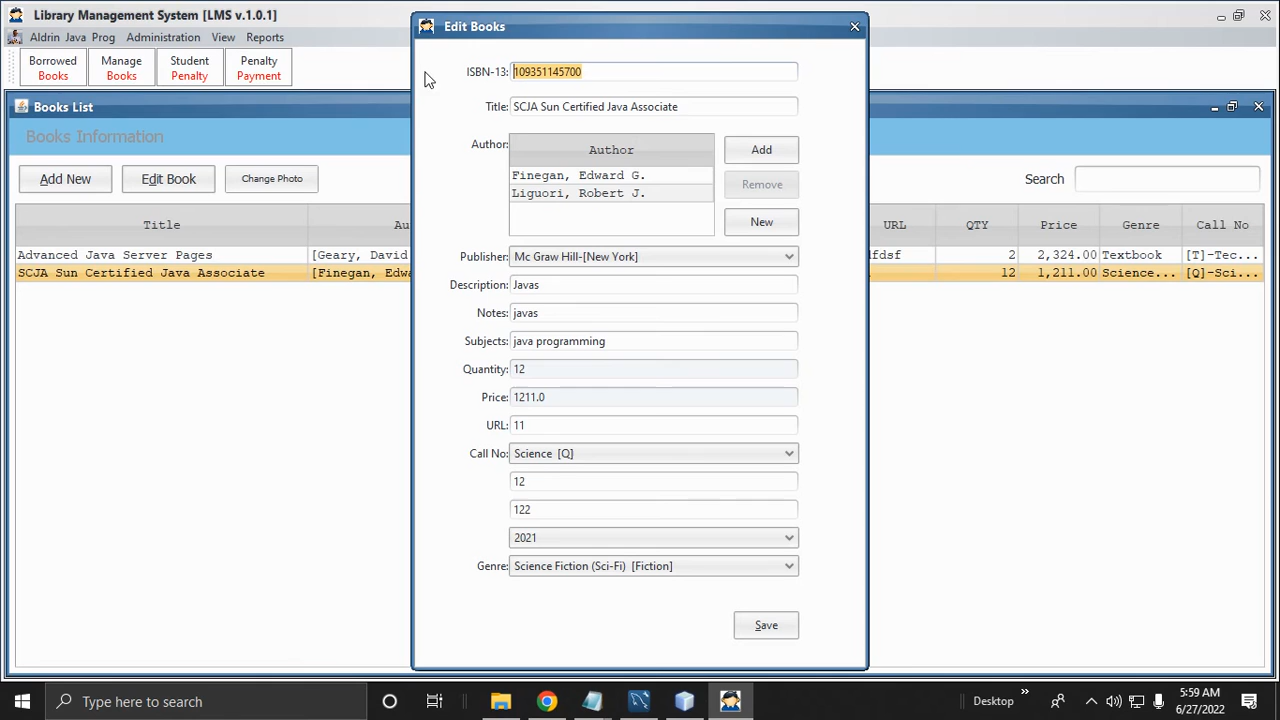 Library Management System [LMS v.1.0.1]
Aldrin Java Prog Administration View Reports
Borrowed Books
Manage Books
Student Penalty
Penalty Payment
Books List
Books Information
Add New
Edit Book
Change Photo
Search
Title Au URL QTY Price Genre Call No
Advanced Java Server Pages [Geary, David 2 2,324.00 Textbook [T]-Tec...
SCJA Sun Certified Java Associate [Finegan, Edwa 12 1,211.00 Science... [Q]-Sci...
Edit Books
ISBN-13: 109351145700
Title: SCJA Sun Certified Java Associate
Author: Author
Finegan, Edward G.
Liguori, Robert J.
Add
Remove
New
Publisher: Mc Graw Hill-[New York]
Description: Javas
Notes: javas
Subjects: java programming
Quantity: 12
Price: 1211.0
URL: 11
Call No: Science [Q]
12
122
2021
Genre: Science Fiction (Sci-Fi) [Fiction]
Save
Type here to search
Desktop
5:59 AM
6/27/2022